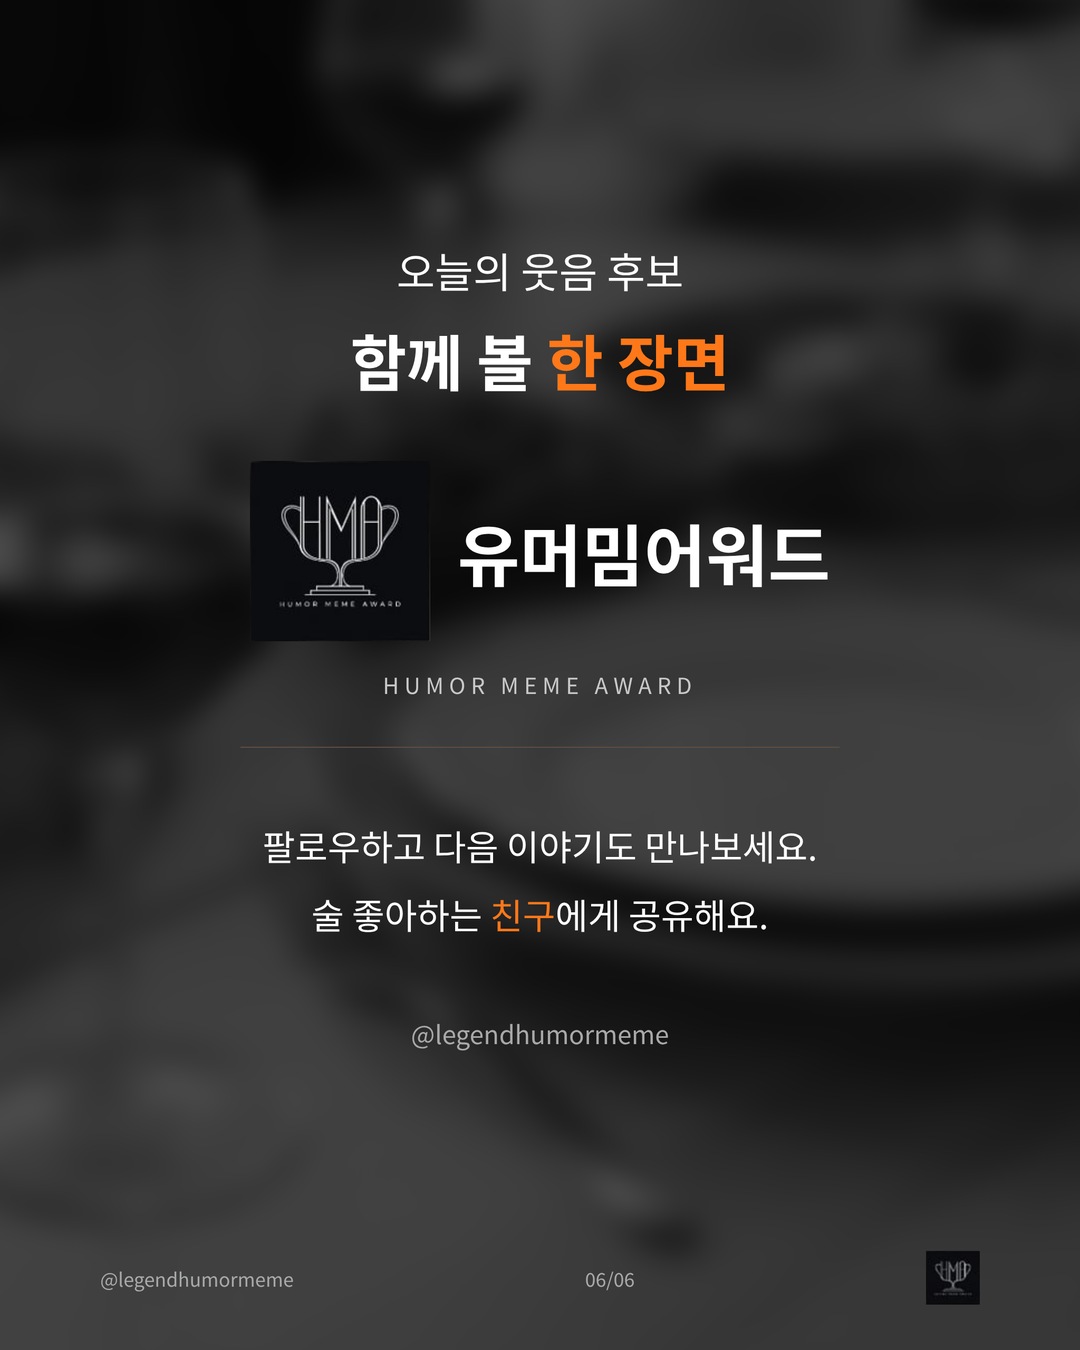 오늘의 웃음 후보
함께 볼 한 장면
HMA
HUMOR MEME AWARD
유머밈어워드
HUMOR MEME AWARD
팔로우하고 다음 이야기도 만나보세요.
술 좋아하는 친구에게 공유해요.
@legendhumormeme
@legendhumormeme
06/06
HMA